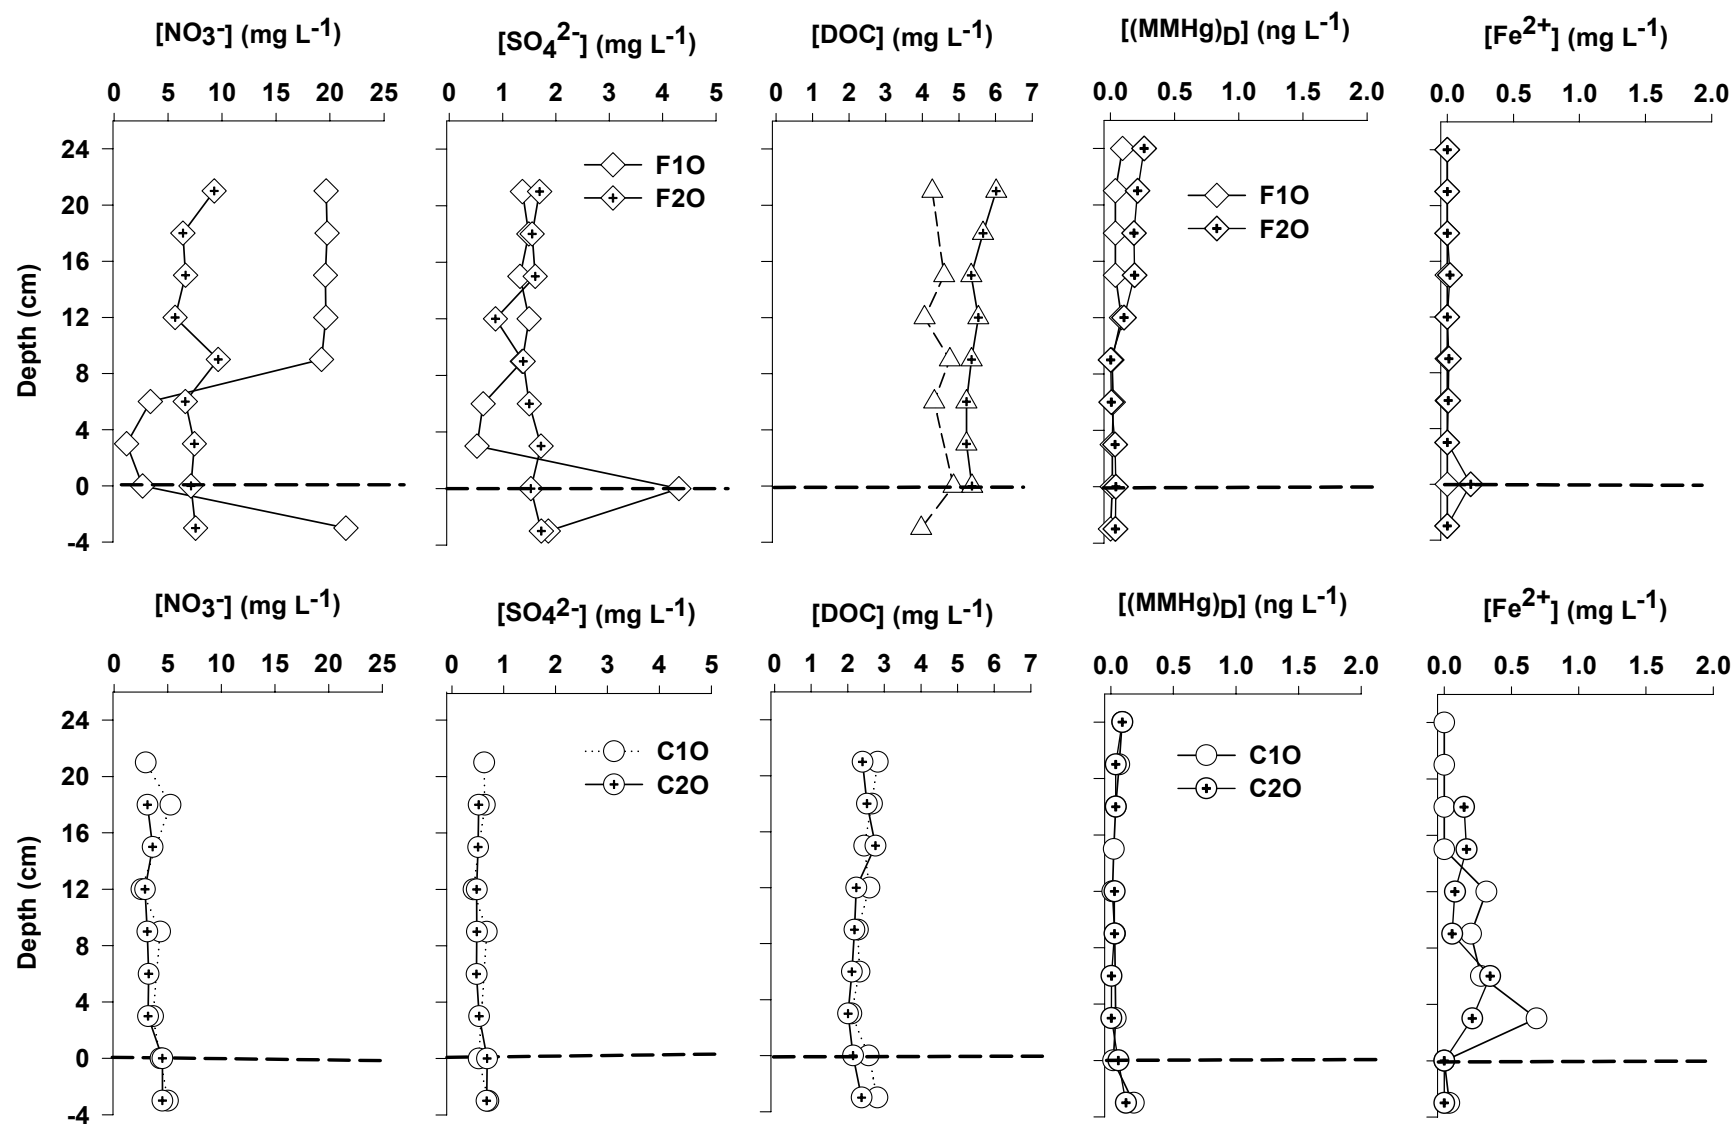 [NO3-] (mg L-1) [SO42-] (mg L-1) [DOC] (mg L-1) [(MMHg)D] (ng L-1) [Fe2+] (mg L-1)
0 5 10 15 20 25 0 1 2 3 4 5 0 1 2 3 4 5 6 7 0.0 0.5 1.0 1.5 2.0 0.0 0.5 1.0 1.5 2.0
24
20
16
12
8
4
0
-4
Depth (cm)
F1O
F2O
F1O
F2O
[NO3-] (mg L-1) [SO42-] (mg L-1) [DOC] (mg L-1) [(MMHg)D] (ng L-1) [Fe2+] (mg L-1)
0 5 10 15 20 25 0 1 2 3 4 5 0 1 2 3 4 5 6 7 0.0 0.5 1.0 1.5 2.0 0.0 0.5 1.0 1.5 2.0
24
20
16
12
8
4
0
-4
Depth (cm)
C1O
C2O
C1O
C2O